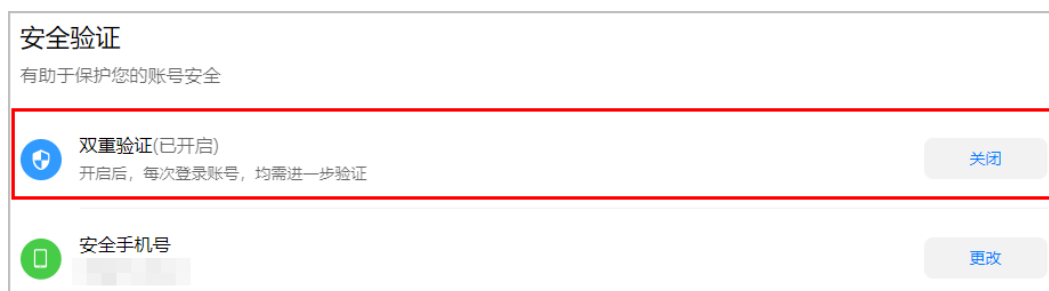 安全验证
有助于保护您的账号安全
双重验证(已开启)
关闭
开启后，每次登录账号，均需进一步验证
安全手机号
更改